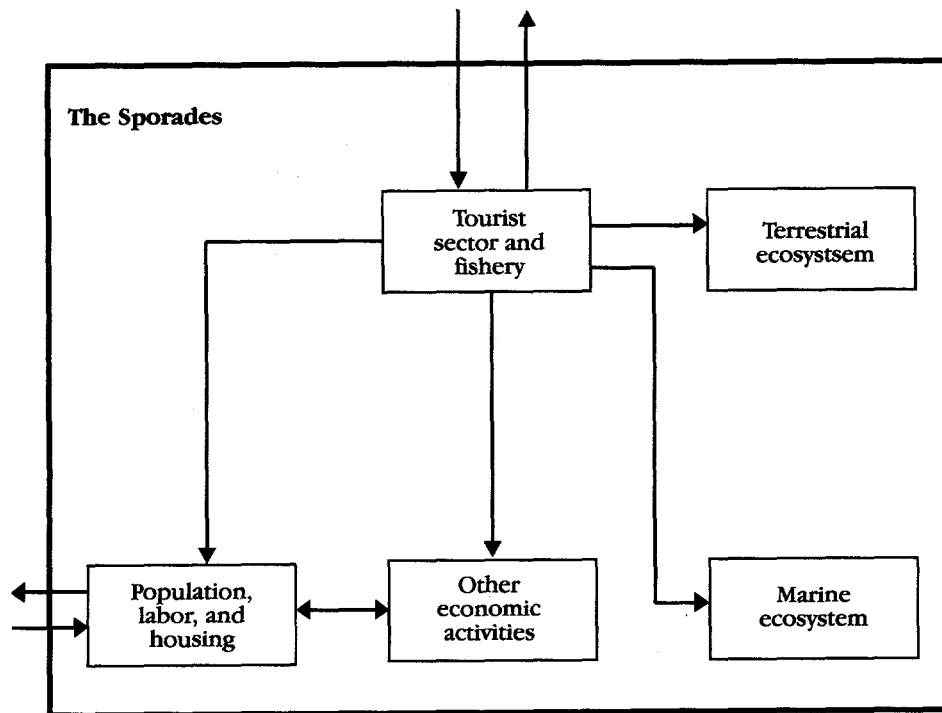 The Sporades
Tourist
sector and
fishery
Terrestrial
ecosystsem
Population,
labor, and
housing
Other
economic
activities
Marine
ecosystem